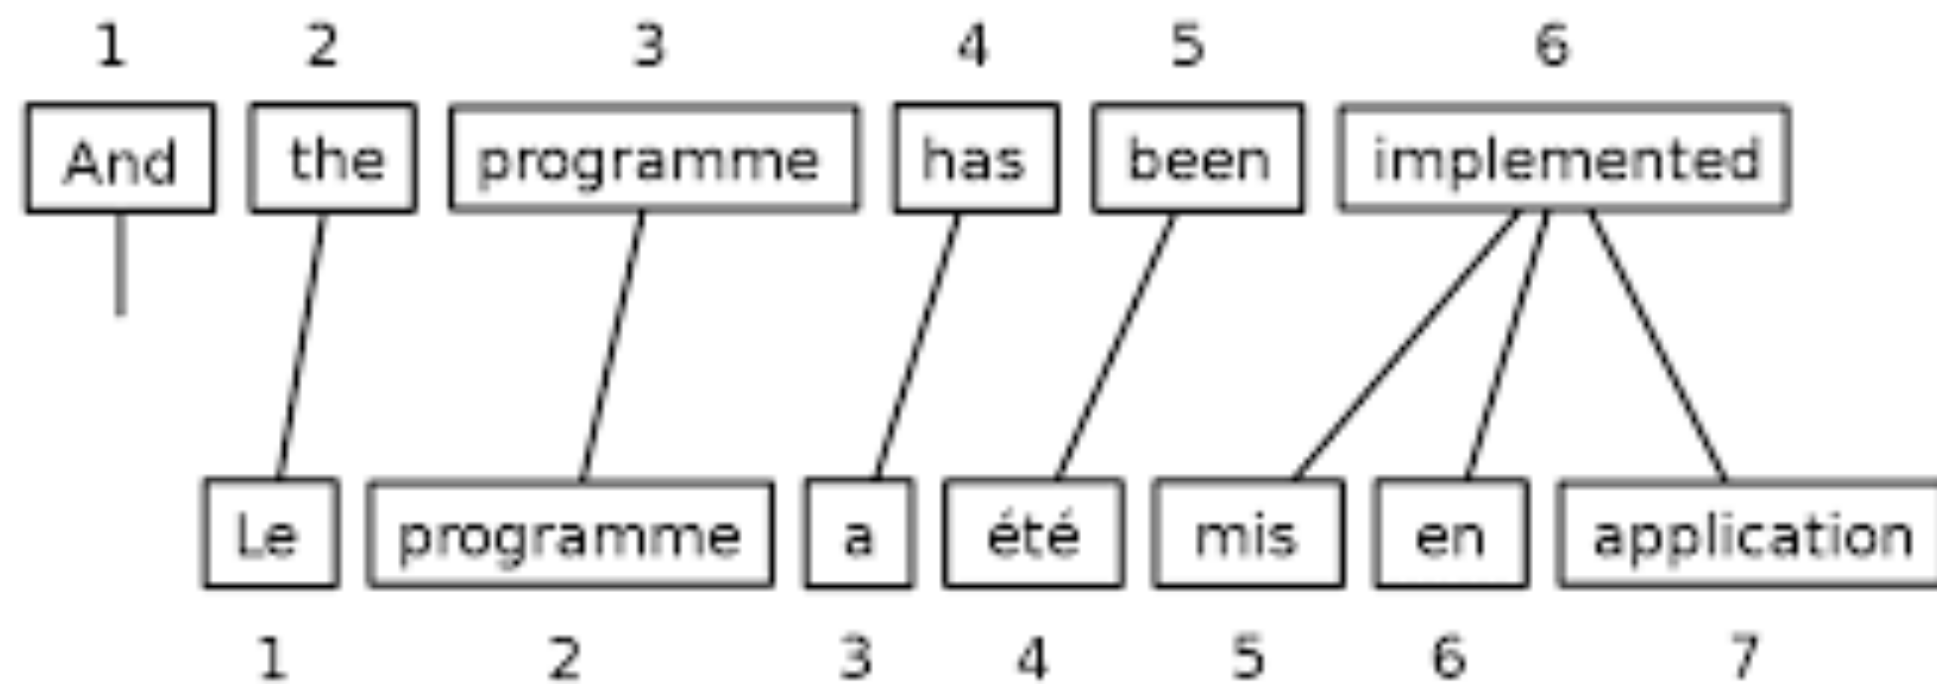 1 2 3 4 5 6
And the programme has been implemented
Le programme a été mis en application
1 2 3 4 5 6 7